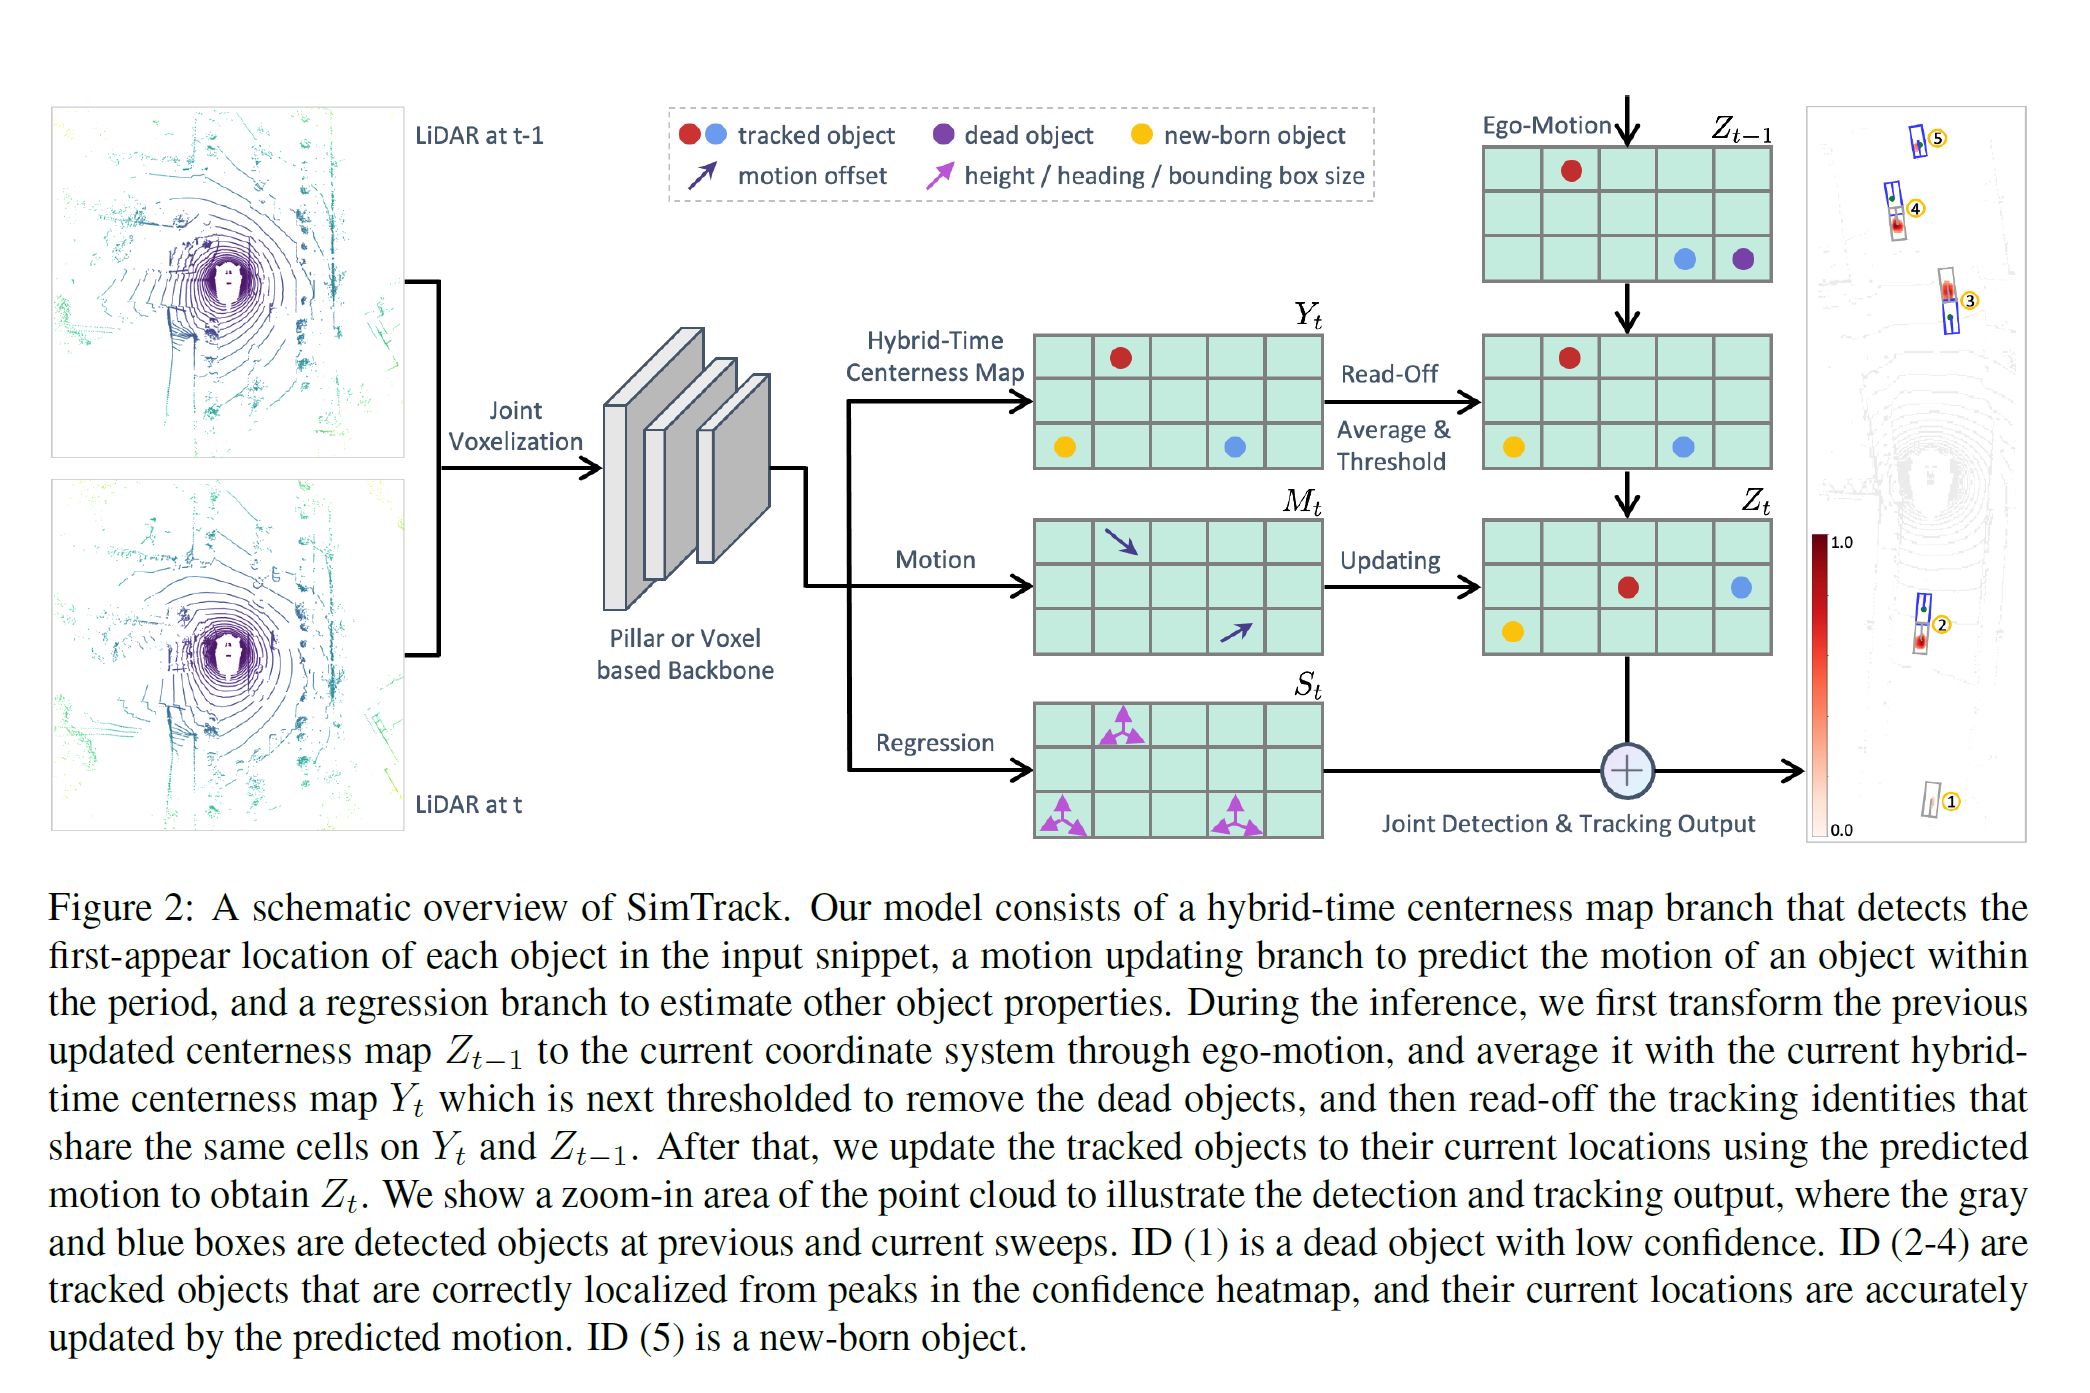 LiDAR at t-1
tracked object
dead object
new-born object
motion offset
height / heading / bounding box size
Ego-Motion
Z_{t-1}
Joint
Voxelization
Pillar or Voxel
based Backbone
LiDAR at t
Hybrid-Time
Centerness Map
Y_t
Read-Off
Average &
Threshold
Motion
M_t
Updating
Z_t
Regression
S_t
Joint Detection & Tracking Output
5
4
3
2
1
1.0
0.0
Figure 2: A schematic overview of SimTrack. Our model consists of a hybrid-time centerness map branch that detects the
first-appear location of each object in the input snippet, a motion updating branch to predict the motion of an object within
the period, and a regression branch to estimate other object properties. During the inference, we first transform the previous
updated centerness map Z_{t-1} to the current coordinate system through ego-motion, and average it with the current hybrid-
time centerness map Y_t which is next thresholded to remove the dead objects, and then read-off the tracking identities that
share the same cells on Y_t and Z_{t-1}. After that, we update the tracked objects to their current locations using the predicted
motion to obtain Z_t. We show a zoom-in area of the point cloud to illustrate the detection and tracking output, where the gray
and blue boxes are detected objects at previous and current sweeps. ID (1) is a dead object with low confidence. ID (2-4) are
tracked objects that are correctly localized from peaks in the confidence heatmap, and their current locations are accurately
updated by the predicted motion. ID (5) is a new-born object.